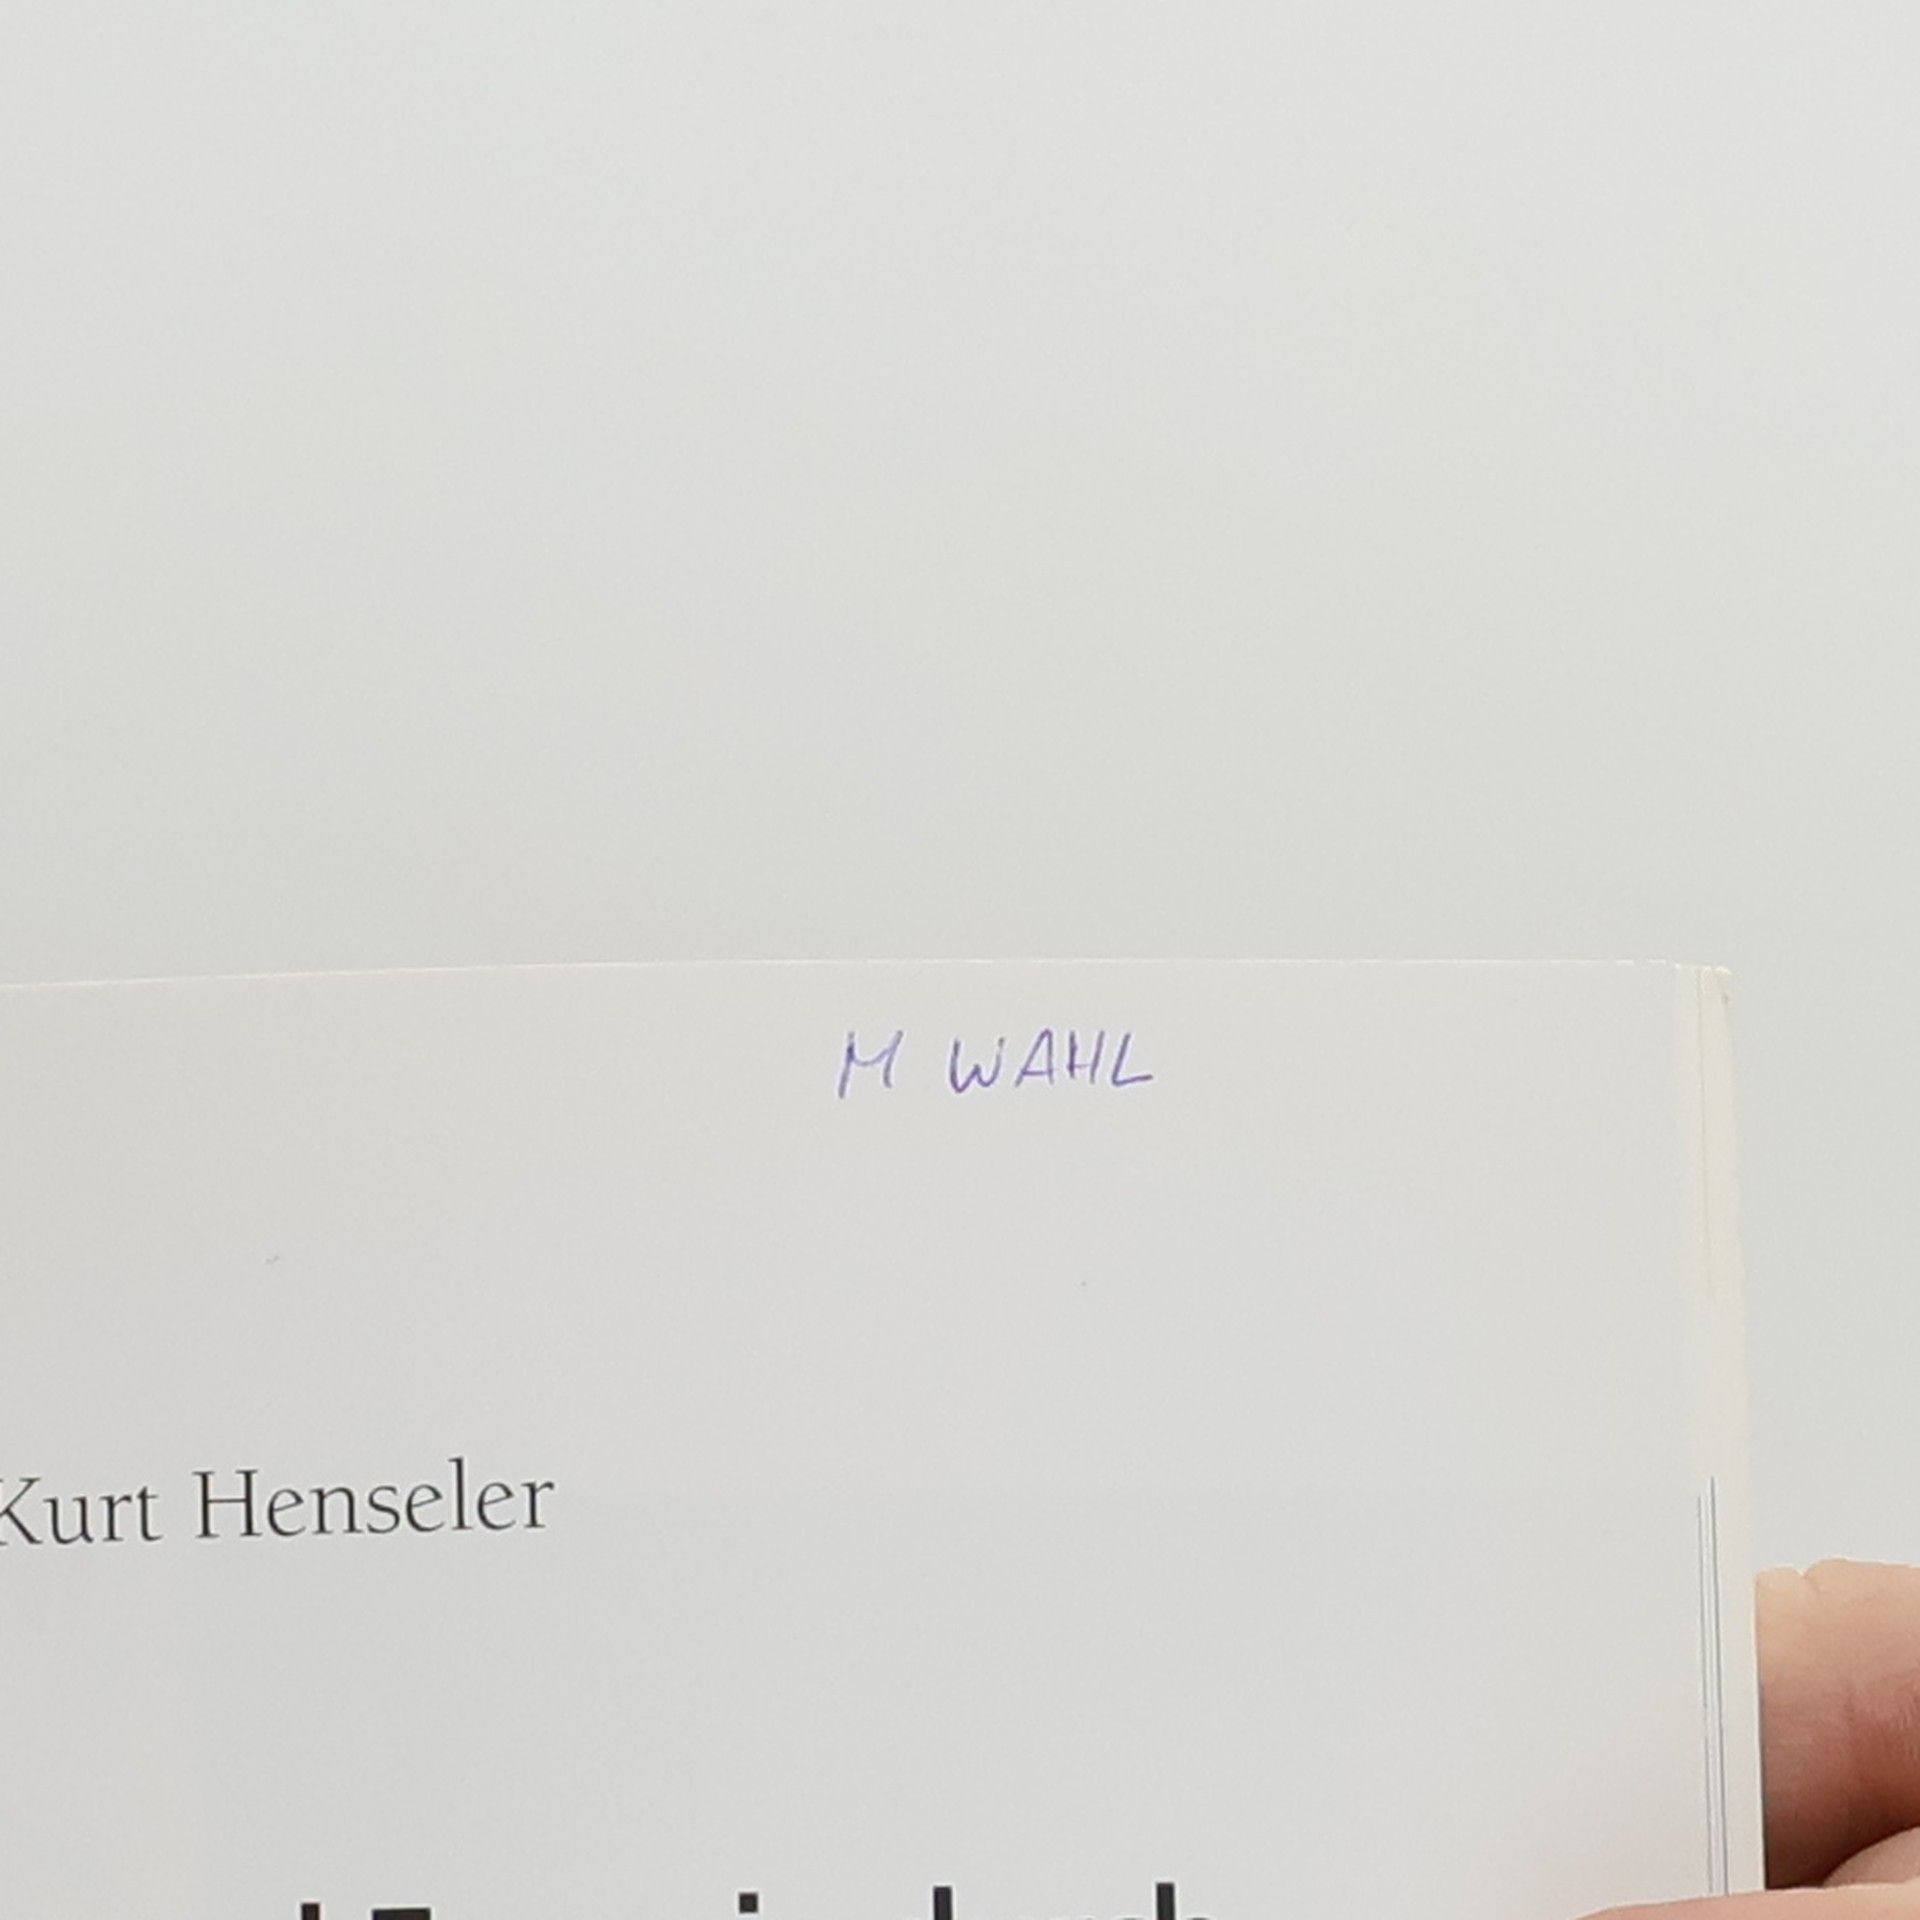 M WAHL
Kurt Henseler